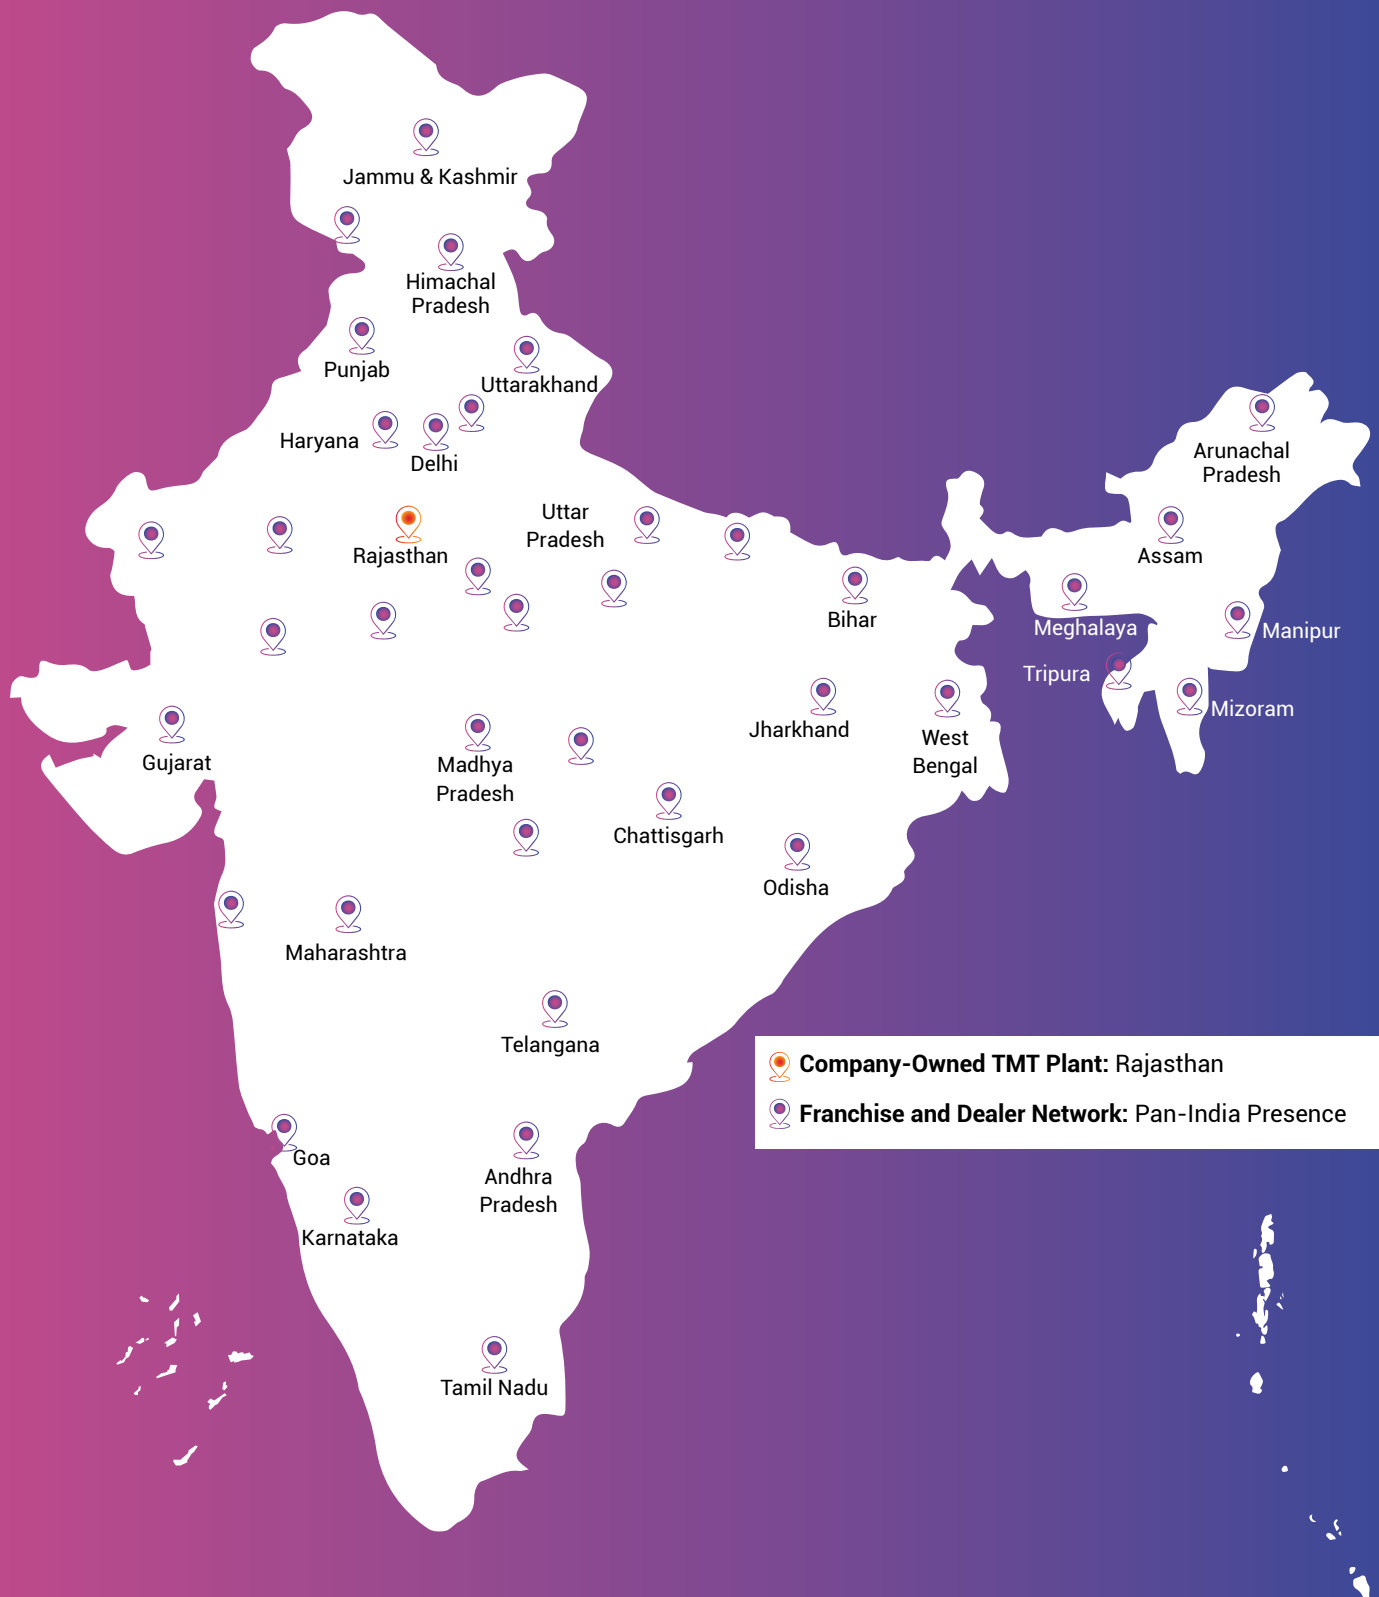 Jammu & Kashmir
Himachal
Pradesh
Punjab
Uttarakhand
Haryana
Delhi
Arunachal
Pradesh
Uttar
Pradesh
Rajasthan
Assam
Bihar
Meghalaya
Manipur
Tripura
Mizoram
Jharkhand
West
Bengal
Gujarat
Madhya
Pradesh
Chattisgarh
Odisha
Maharashtra
Telangana
Company-Owned TMT Plant: Rajasthan
Franchise and Dealer Network: Pan-India Presence
Goa
Andhra
Pradesh
Karnataka
Tamil Nadu